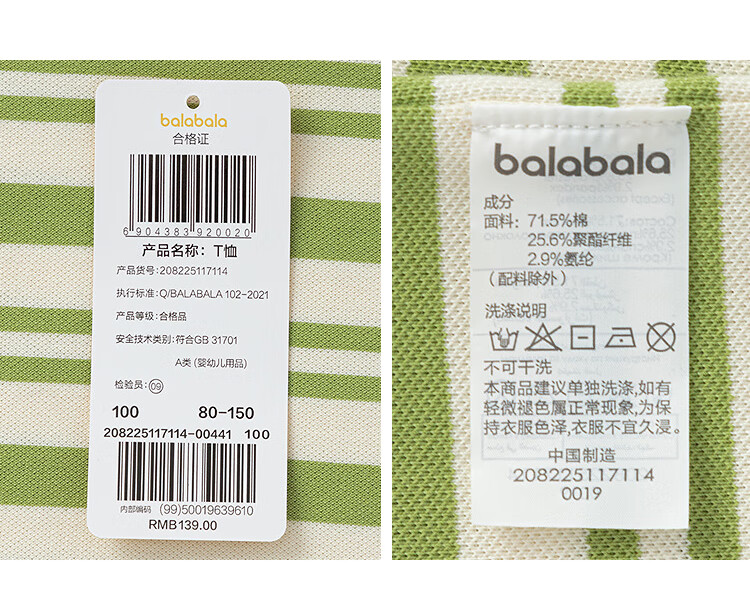 balabala
合格证
6 904383 920020
产品名称：T恤
产品货号：208225117114
执行标准：Q/BALABALA 102-2021
产品等级：合格品
安全技术类别：符合GB 31701
A类 (婴幼儿用品)
检验员：09
100 80-150
208225117114-00441 100
内部编码 (99)50019639610
RMB139.00
balabala
成分
面料：71.5%棉
25.6%聚酯纤维
2.9%氨纶
（配料除外）
洗涤说明
不可干洗
本商品建议单独洗涤,如有
轻微褪色属正常现象,为保
持衣服色泽,衣服不宜久浸。
中国制造
208225117114
0019